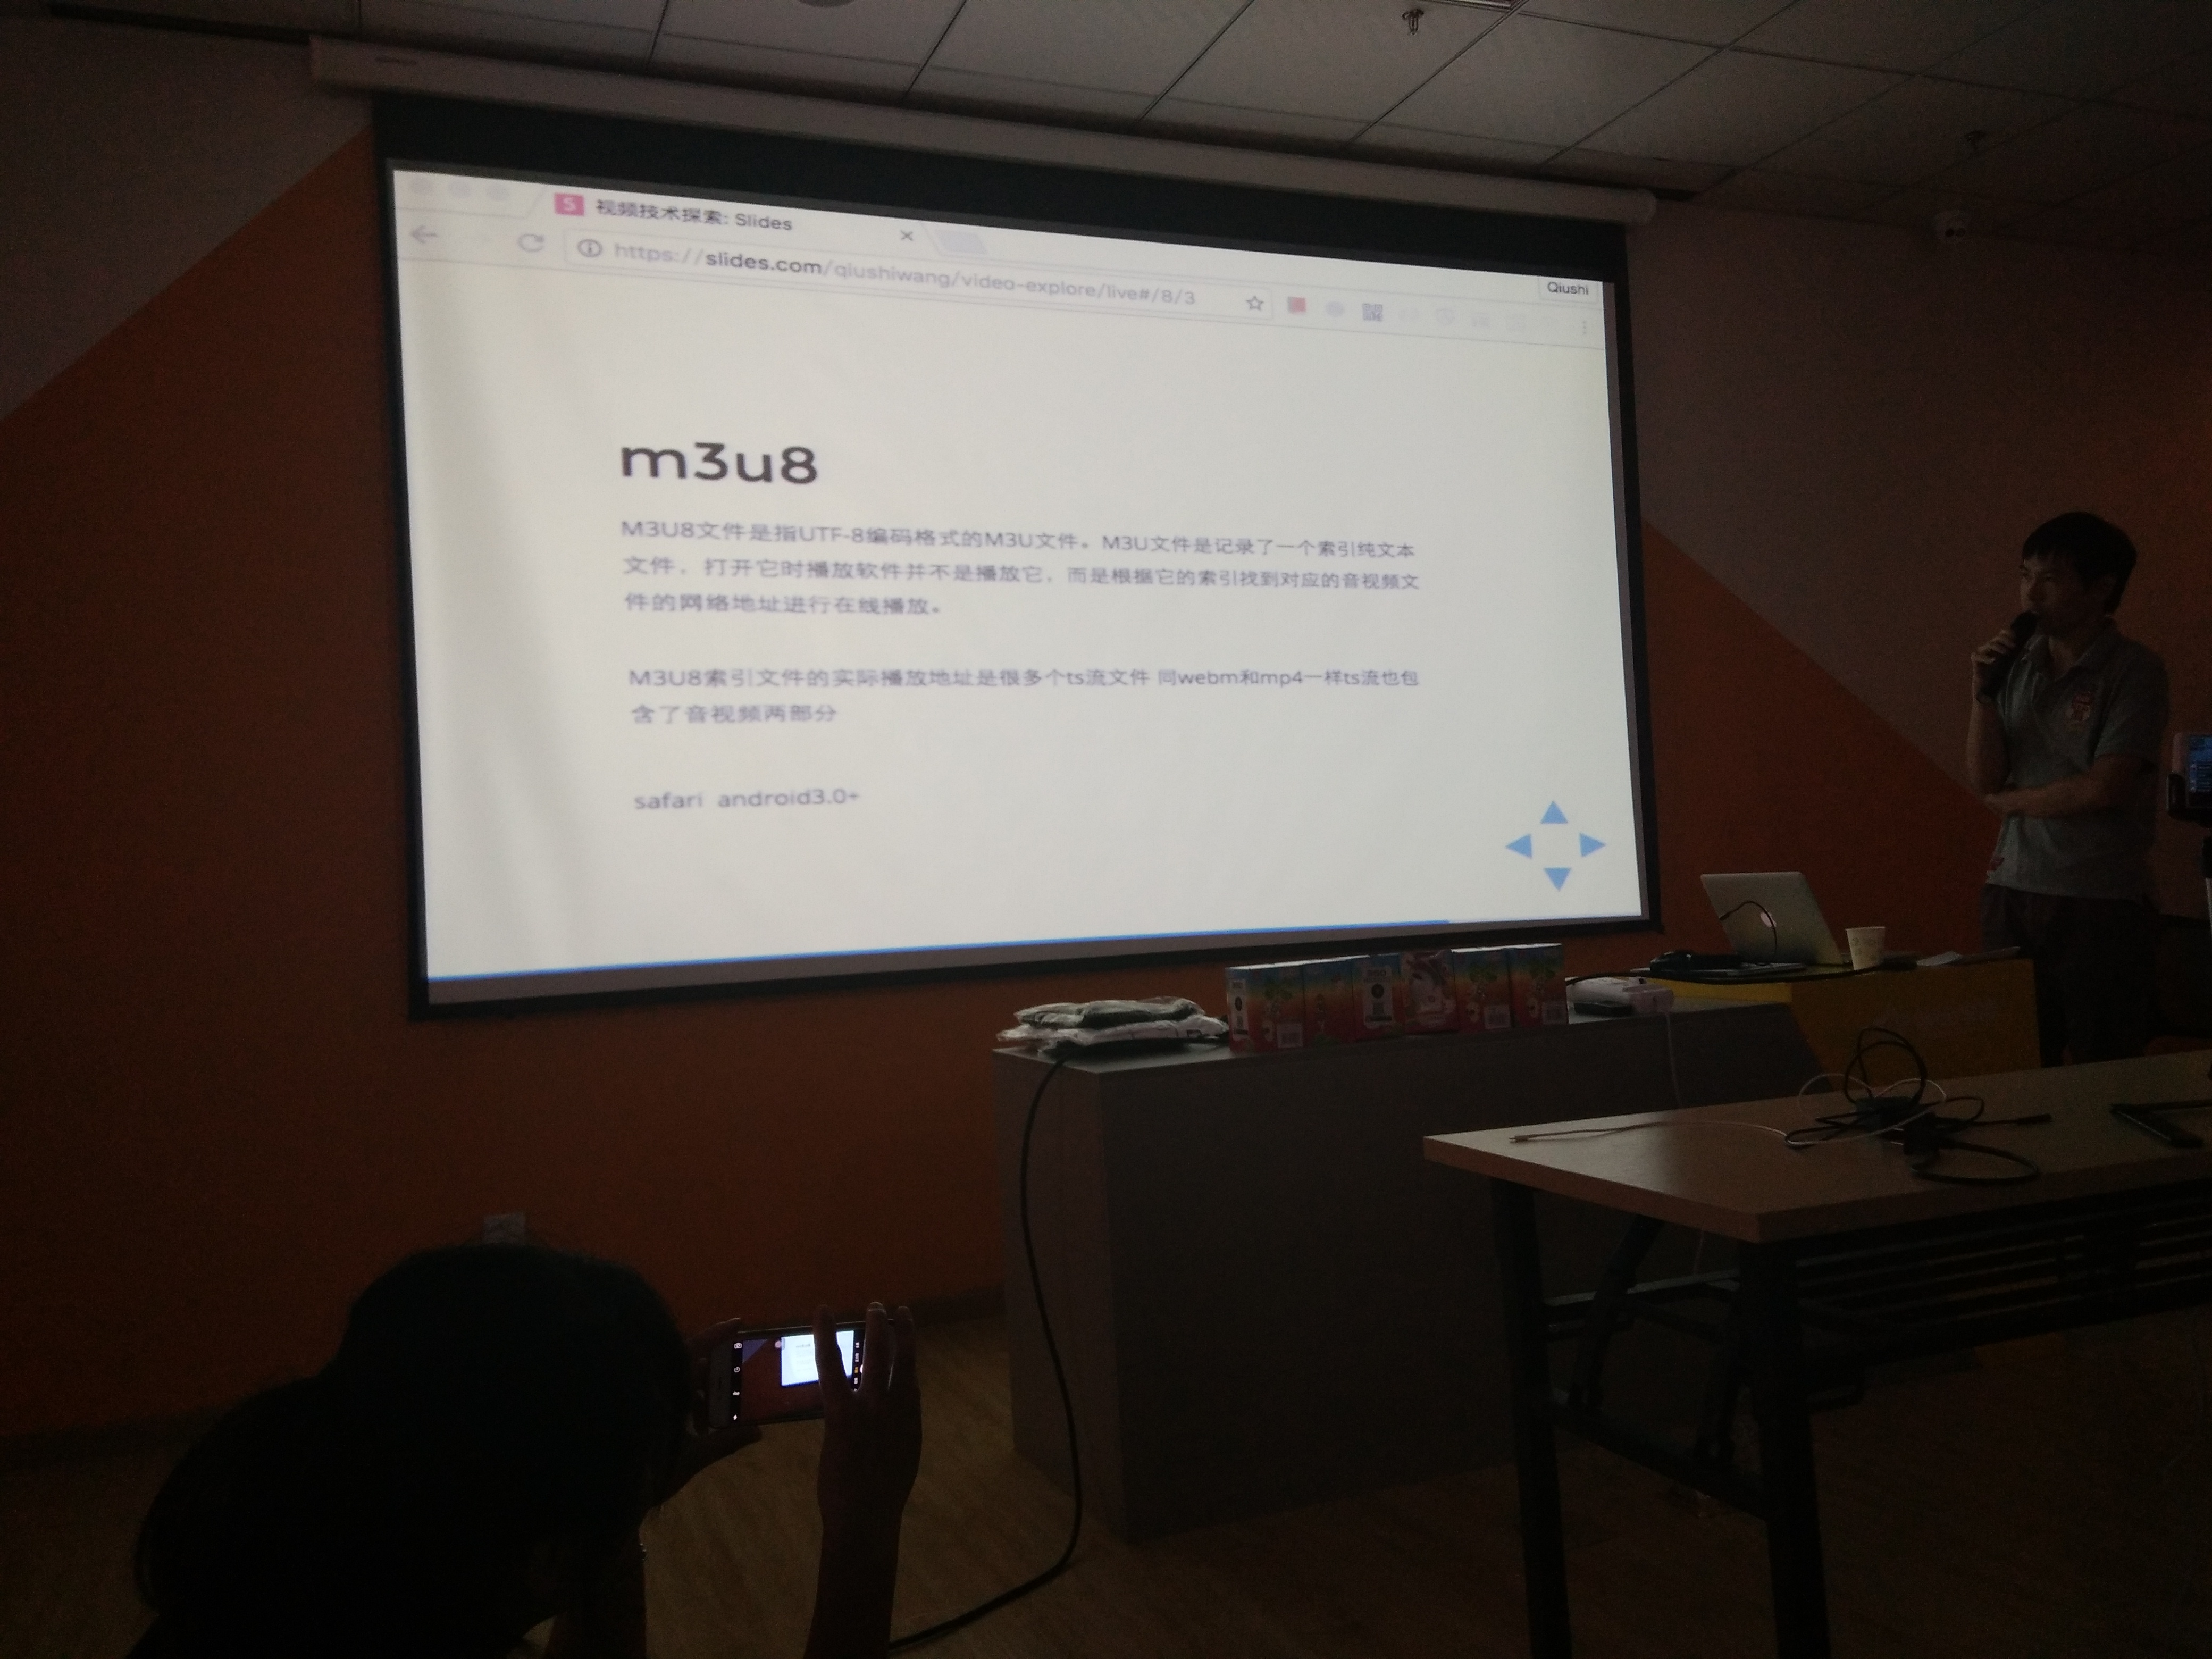 S 视频技术探索: Slides
https://slides.com/qiushiwang/video-explore/live#/8/3
Qiushi
m3u8
M3U8文件是指UTF-8编码格式的M3U文件。M3U文件是记录了一个索引纯文本
文件，打开它时播放软件并不是播放它，而是根据它的索引找到对应的音视频文
件的网络地址进行在线播放。
M3U8索引文件的实际播放地址是很多个ts流文件 同webm和mp4一样ts流也包
含了音视频两部分
safari android3.0+